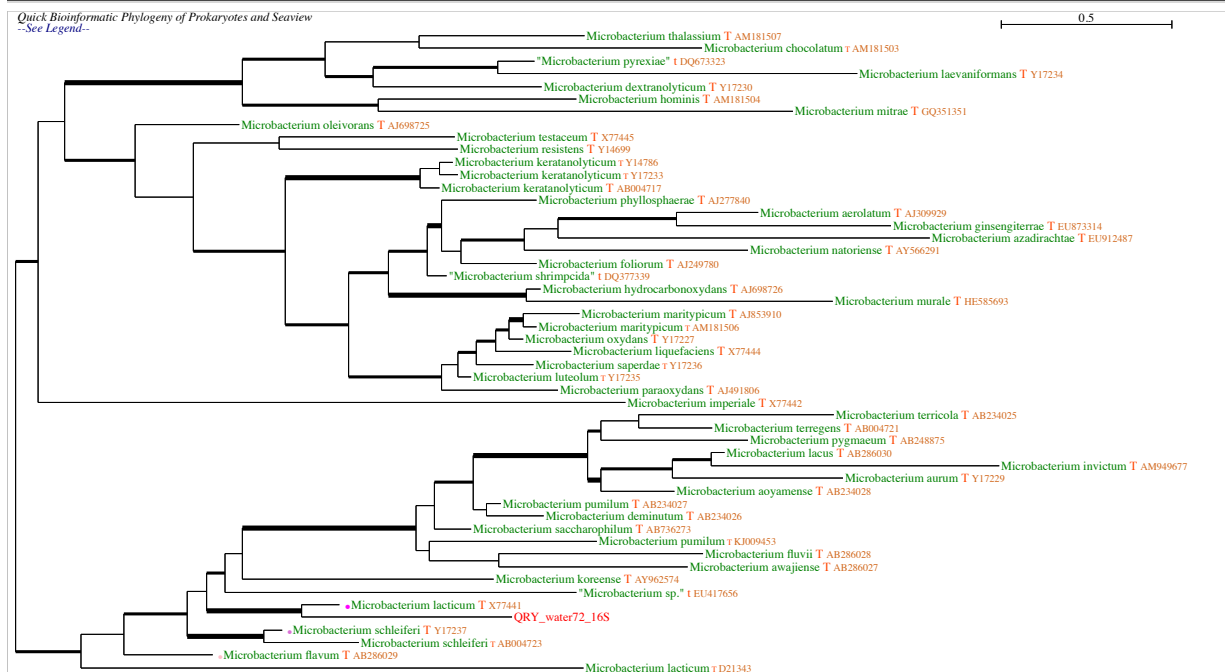 Quick Bioinformatic Phylogeny of Prokaryotes and Seaview
--See Legend--
0.5
Microbacterium thalassium T AM181507
Microbacterium chocolatum T AM181503
"Microbacterium pyrexiae" t DQ673323
Microbacterium laevaniformans T Y17234
Microbacterium dextranolyticum T Y17230
Microbacterium hominis T AM181504
Microbacterium mitrae T GQ351351
Microbacterium oleivorans T AJ698725
Microbacterium testaceum T X77445
Microbacterium resistens T Y14699
Microbacterium keratanolyticum T Y14786
Microbacterium keratanolyticum T Y17233
Microbacterium keratanolyticum T AB004717
Microbacterium phyllosphaerae T AJ277840
Microbacterium aerolatum T AJ309929
Microbacterium ginsengiterrae T EU873314
Microbacterium azadirachtae T EU912487
Microbacterium natoriense T AY566291
Microbacterium foliorum T AJ249780
"Microbacterium shrimpcida" t DQ377339
Microbacterium hydrocarbonoxydans T AJ698726
Microbacterium murale T HE585693
Microbacterium maritypicum T AJ853910
Microbacterium maritypicum T AM181506
Microbacterium oxydans T Y17227
Microbacterium liquefaciens T X77444
Microbacterium saperdae T Y17236
Microbacterium luteolum T Y17235
Microbacterium paraoxydans T AJ491806
Microbacterium imperiale T X77442
Microbacterium terricola T AB234025
Microbacterium terregens T AB004721
Microbacterium pygmaeum T AB248875
Microbacterium lacus T AB286030
Microbacterium invictum T AM949677
Microbacterium aurum T Y17229
Microbacterium aoyamense T AB234028
Microbacterium pumilum T AB234027
Microbacterium deminutum T AB234026
Microbacterium saccharophilum T AB736273
Microbacterium pumilum T KJ009453
Microbacterium fluvii T AB286028
Microbacterium awajiense T AB286027
Microbacterium koreense T AY962574
"Microbacterium sp." t EU417656
Microbacterium lacticum T X77441
QRY_water72_16S
Microbacterium schleiferi T Y17237
Microbacterium schleiferi T AB004723
Microbacterium flavum T AB286029
Microbacterium lacticum T D21343